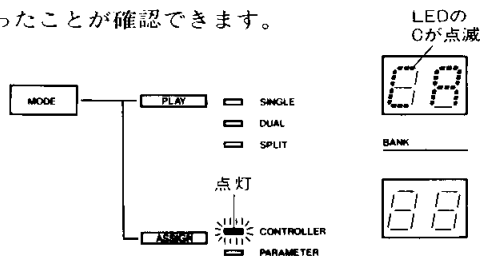 ったことが確認できます。
LEDの
Cが点滅
CA
MODE
PLAY
SINGLE
DUAL
SPLIT
BANK
点灯
ASSIGN
CONTROLLER
PARAMETER